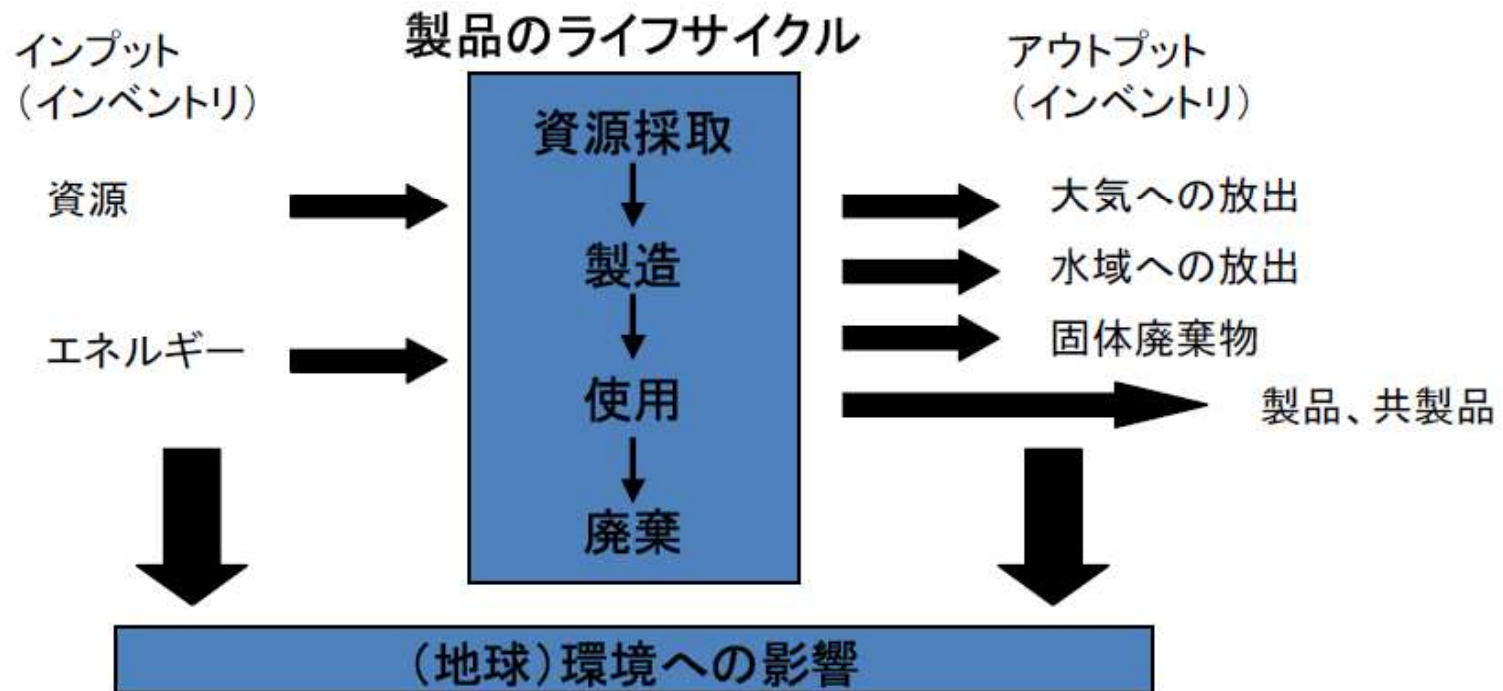 製品のライフサイクル
インプット
（インベントリ）
資源
エネルギー
資源採取
製造
使用
廃棄
アウトプット
（インベントリ）
大気への放出
水域への放出
固体廃棄物
製品、共製品
（地球）環境への影響